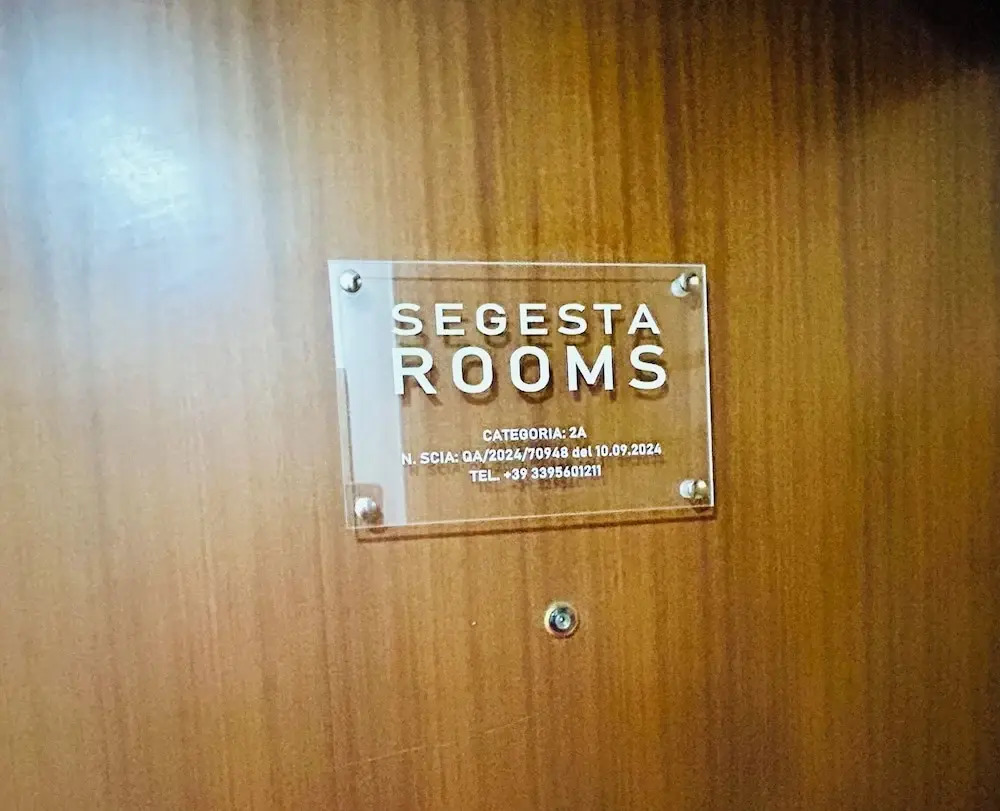 SEGESTA
ROOMS
CATEGORIA: 2A
N. SCIA: QA/2024/70948 del 10.09.2024
TEL. +39 3395601211